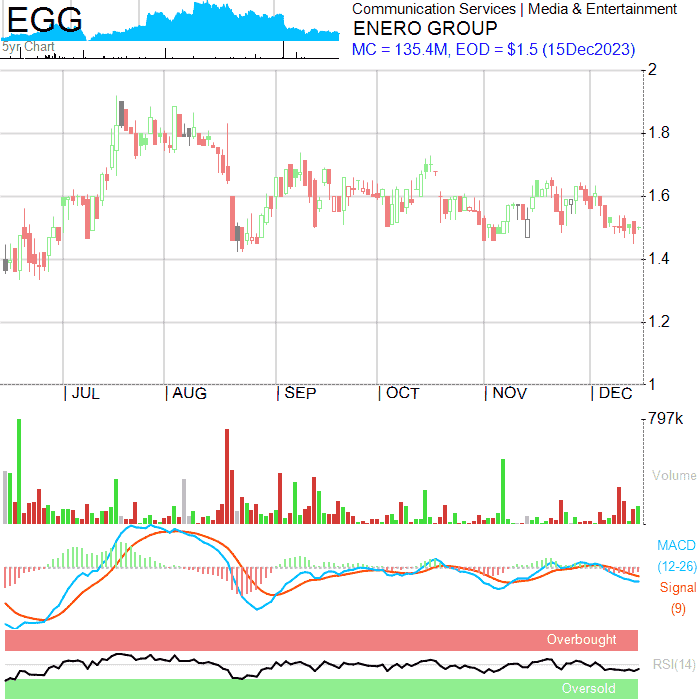 EGG
5yr Chart
Communication Services | Media & Entertainment
ENERO GROUP
MC = 135.4M, EOD = $1.5 (15Dec2023)
2
1.8
1.6
1.4
1.2
1
| JUL | AUG | SEP | OCT | NOV | DEC
797k
Volume
MACD
(12-26)
Signal
(9)
Overbought
RSI(14)
Oversold